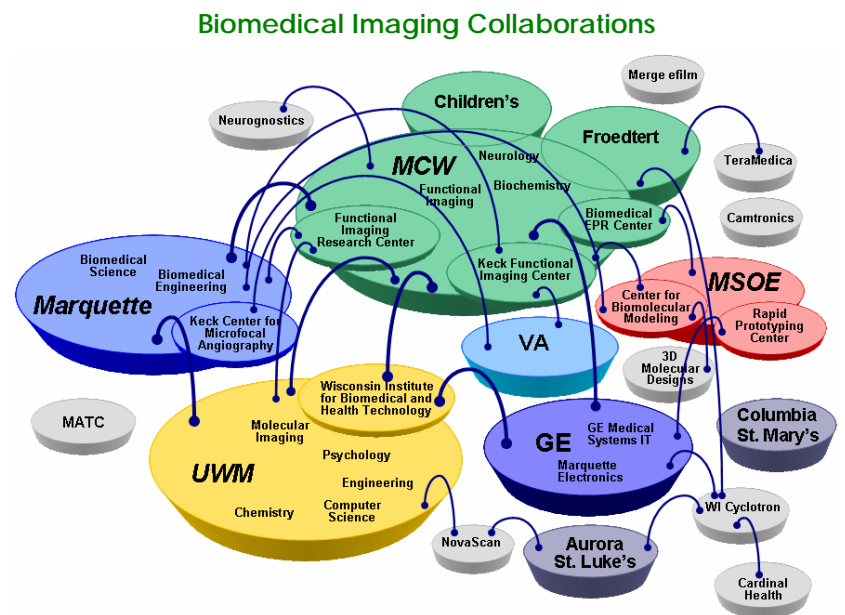 Biomedical Imaging Collaborations
Merge efilm
Children's
Neurognostics
Froedtert
MCW
Neurology
TeraMedica
Functional
Imaging
Biochemistry
Functional
Imaging
Research Center
Biomedical
EPR Center
Camtronics
Biomedical
Science
Biomedical
Engineering
Keck Functional
Imaging Center
MSOE
Marquette
Center for
Biomolecular
Modeling
Rapid
Prototyping
Center
Keck Center for
Microfocal
Angiography
VA
3D
Molecular
Designs
Wisconsin Institute
for Biomedical and
Health Technology
MATC
Molecular
Imaging
Columbia
St. Mary's
GE
GE Medical
Systems IT
Psychology
Marquette
Electronics
UWM
Engineering
Chemistry
Computer
Science
WI Cyclotron
NovaScan
Aurora
St. Luke's
Cardinal
Health